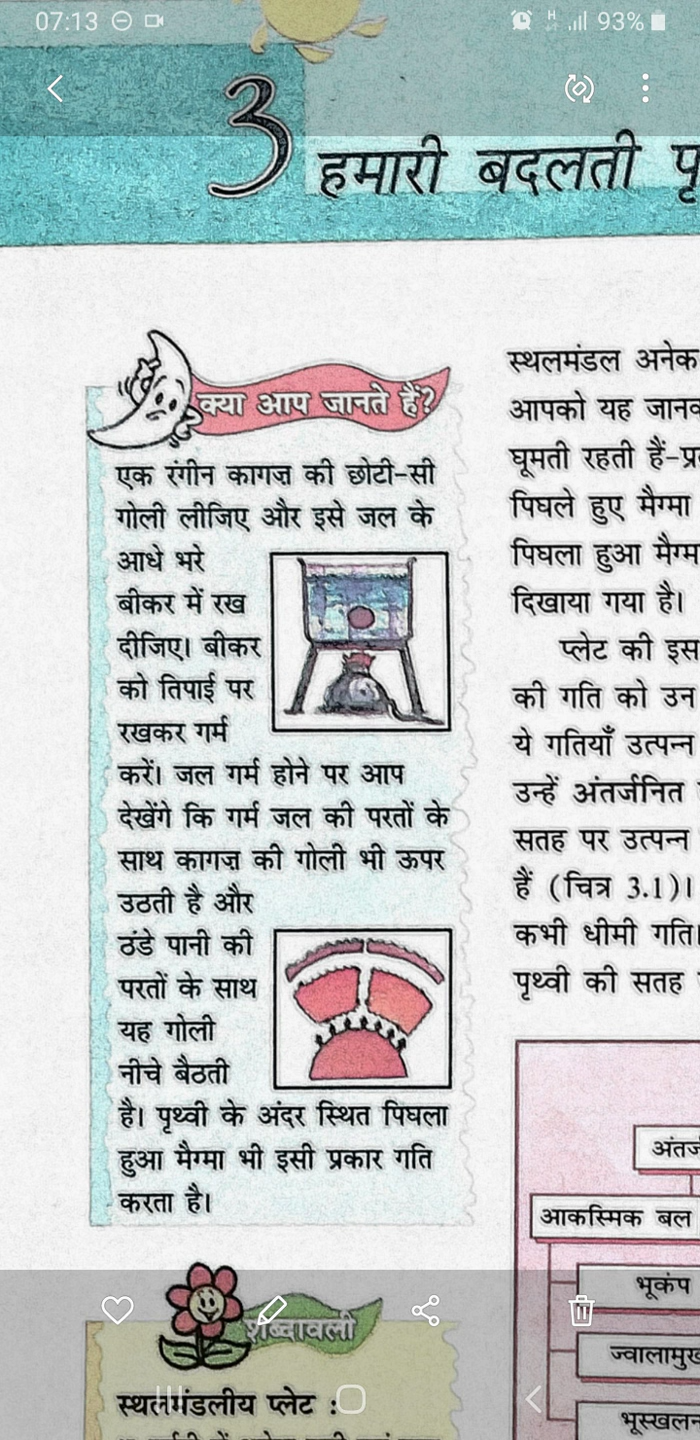 07:13
93%
3
हमारी बदलती
क्या आप जानते हैं?
एक रंगीन कागज़ की छोटी-सी
गोली लीजिए और इसे जल के
आधे भरे
बीकर में रख
दीजिए। बीकर
को तिपाई पर
रखकर गर्म
करें। जल गर्म होने पर आप
देखेंगे कि गर्म जल की परतों के
साथ कागज़ की गोली भी ऊपर
उठती है और
ठंडे पानी की
परतों के साथ
यह गोली
नीचे बैठती
है। पृथ्वी के अंदर स्थित पिघला
हुआ मैग्मा भी इसी प्रकार गति
करता है।
शब्दावली
स्थलमंडलीय प्लेट :
स्थलमंडल अनेक
आपको यह
घूमती रहती हैं-
पिघले हुए मैग्मा
पिघला हुआ
दिखाया गया है।
प्लेट की इस
की गति को उन
ये गतियाँ उत्पन्न
उन्हें अंतर्जनित
सतह पर उत्पन्न
हैं (चित्र 3.1)।
कभी धीमी गति।
पृथ्वी की सतह
आकस्मिक बल
भूकंप